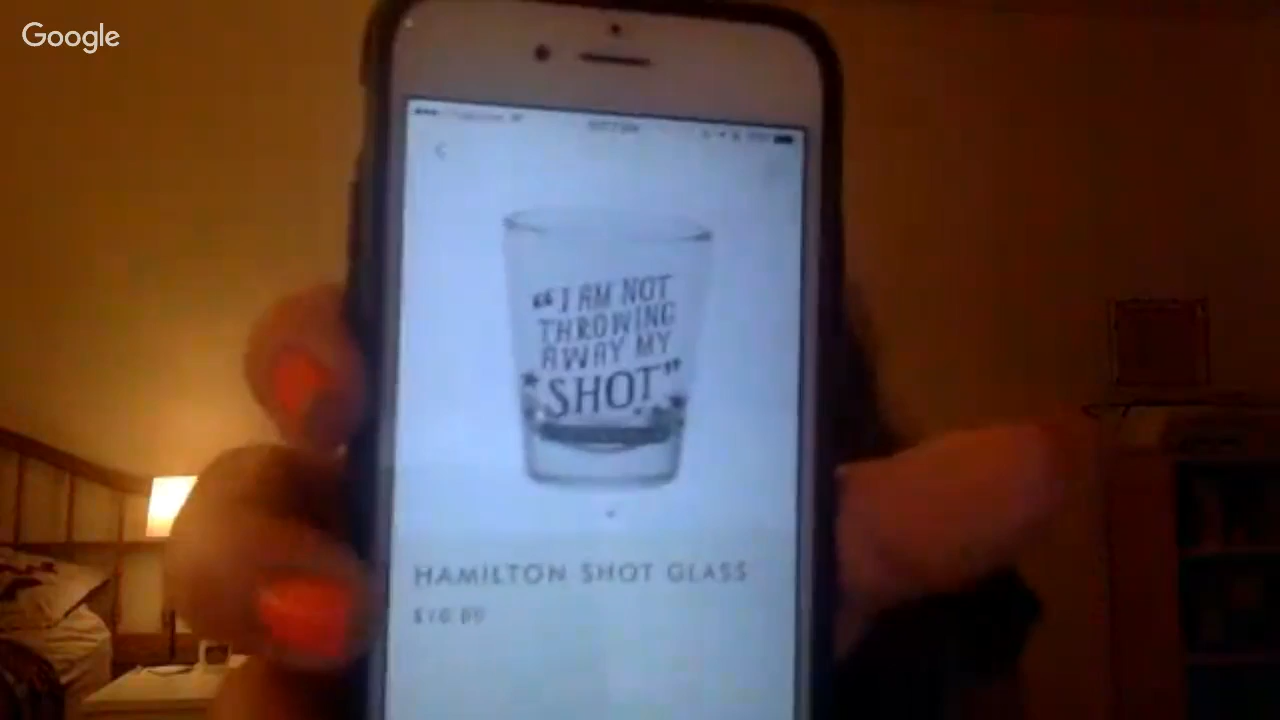 Google
“I AM NOT
THROWING
AWAY MY
SHOT”
HAMILTON SHOT GLASS